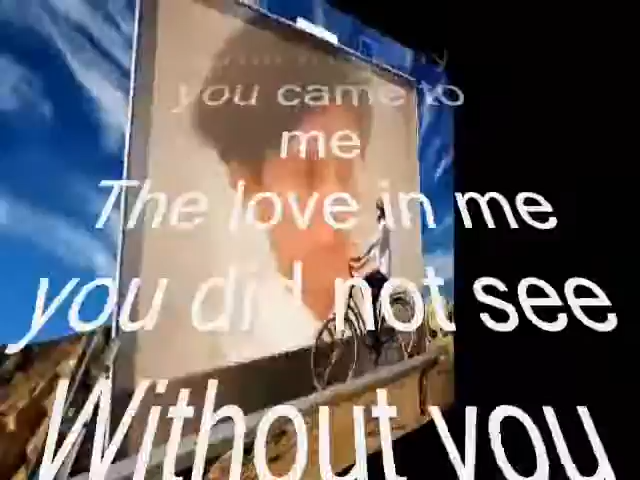 you came to
me
The love in me
you did not see
Without you